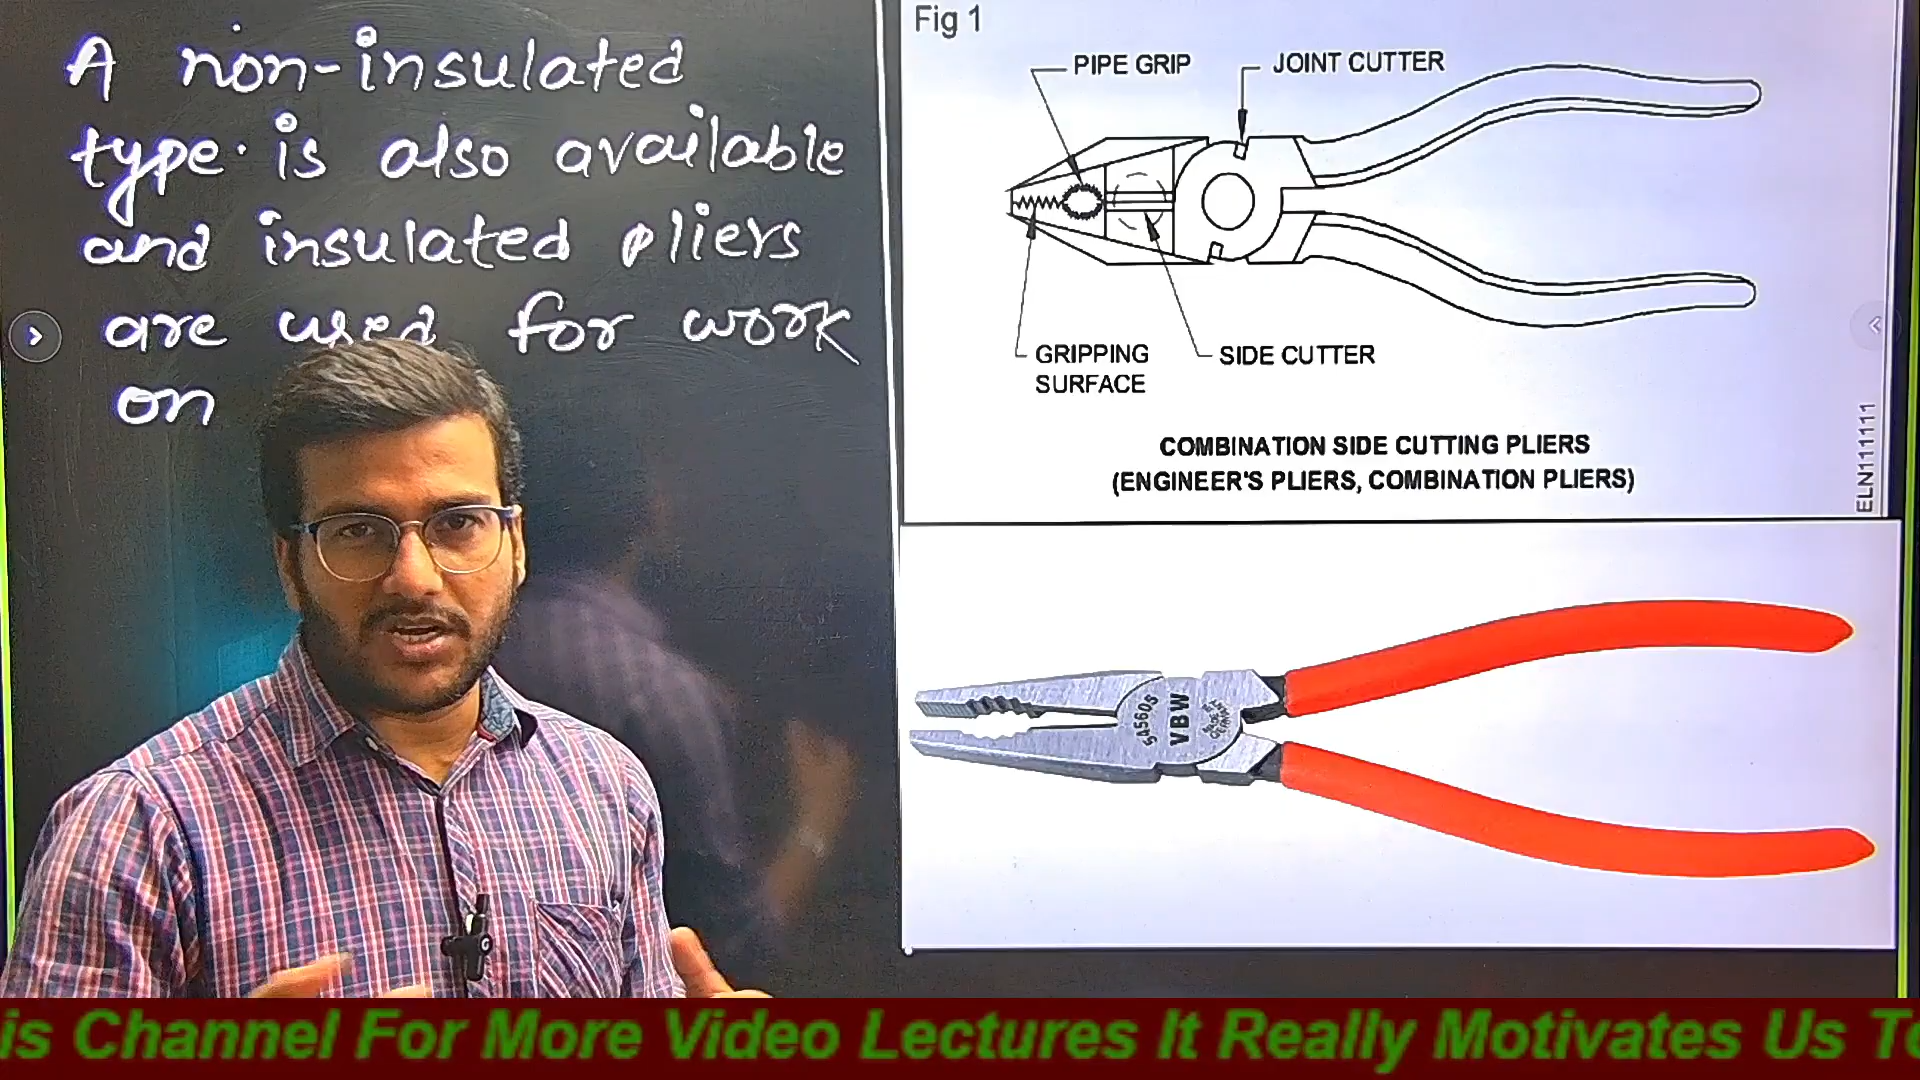 A non-insulated
type is also available
and insulated pliers
are used for work
on
Fig 1
PIPE GRIP
JOINT CUTTER
GRIPPING
SURFACE
SIDE CUTTER
COMBINATION SIDE CUTTING PLIERS
(ENGINEER'S PLIERS, COMBINATION PLIERS)
ELN111111
VBW
is Channel For More Video Lectures It Really Motivates Us